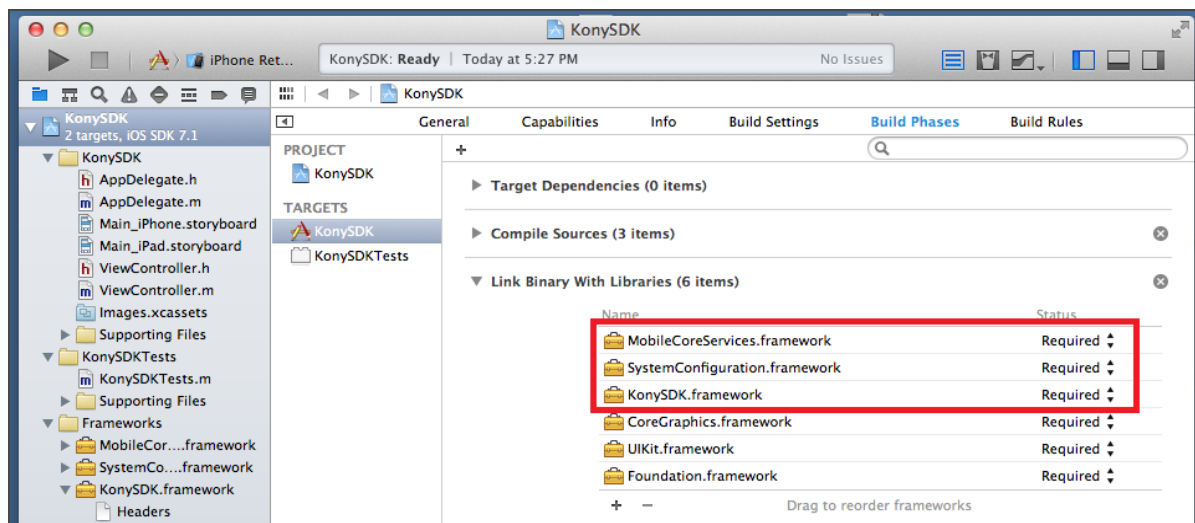 KonySDK
iPhone Ret...
KonySDK: Ready | Today at 5:27 PM
No Issues
KonySDK
2 targets, iOS SDK 7.1
KonySDK
AppDelegate.h
AppDelegate.m
Main_iPhone.storyboard
Main_iPad.storyboard
ViewController.h
ViewController.m
Images.xcassets
Supporting Files
KonySDKTests
KonySDKTests.m
Supporting Files
Frameworks
MobileCor....framework
SystemCo....framework
KonySDK.framework
Headers
KonySDK
General Capabilities Info Build Settings Build Phases Build Rules
PROJECT
KonySDK
TARGETS
KonySDK
KonySDKTests
Target Dependencies (0 items)
Compile Sources (3 items)
Link Binary With Libraries (6 items)
Name Status
MobileCoreServices.framework Required
SystemConfiguration.framework Required
KonySDK.framework Required
CoreGraphics.framework Required
UIKit.framework Required
Foundation.framework Required
Drag to reorder frameworks